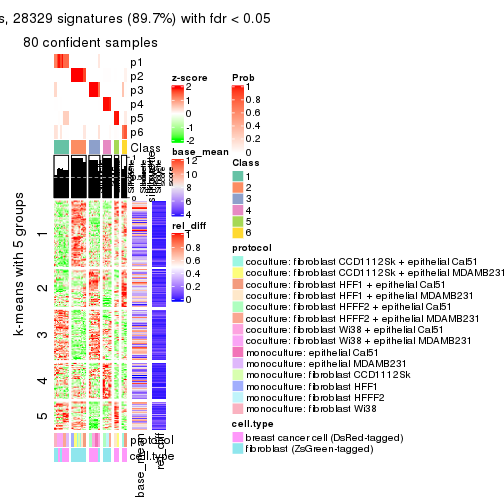 s, 28329 signatures (89.7%) with fdr < 0.05
80 confident samples
p1
p2
p3
p4
p5
p6
Class
1
0
Silhouette
score
k-means with 5 groups
1
2
3
4
5
protocol
cell.type
base_mean
rel_diff
z-score
2
1
0
-1
-2
base_mean
12
10
8
6
4
rel_diff
1
0.8
0.6
0.4
0.2
0
Prob
1
0.8
0.6
0.4
0.2
0
Class
1
2
3
4
5
6
protocol
coculture: fibroblast CCD1112Sk + epithelial Cal51
coculture: fibroblast CCD1112Sk + epithelial MDAMB231
coculture: fibroblast HFF1 + epithelial Cal51
coculture: fibroblast HFF1 + epithelial MDAMB231
coculture: fibroblast HFFF2 + epithelial Cal51
coculture: fibroblast HFFF2 + epithelial MDAMB231
coculture: fibroblast Wi38 + epithelial Cal51
coculture: fibroblast Wi38 + epithelial MDAMB231
monoculture: epithelial Cal51
monoculture: epithelial MDAMB231
monoculture: fibroblast CCD1112Sk
monoculture: fibroblast HFF1
monoculture: fibroblast HFFF2
monoculture: fibroblast Wi38
cell.type
breast cancer cell (DsRed-tagged)
fibroblast (ZsGreen-tagged)